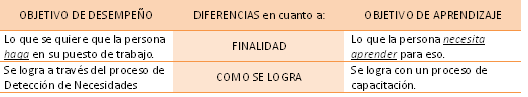 OBJETIVO DE DESEMPEÑO DIFERENCIAS en cuanto a: OBJETIVO DE APRENDIZAJE
Lo que se quiere que la persona
haga en su puesto de trabajo.
FINALIDAD
Lo que la persona necesita
aprender para eso.
Se logra a través del proceso de
Detección de Necesidades
COMO SE LOGRA
Se logra con un proceso de
capacitación.